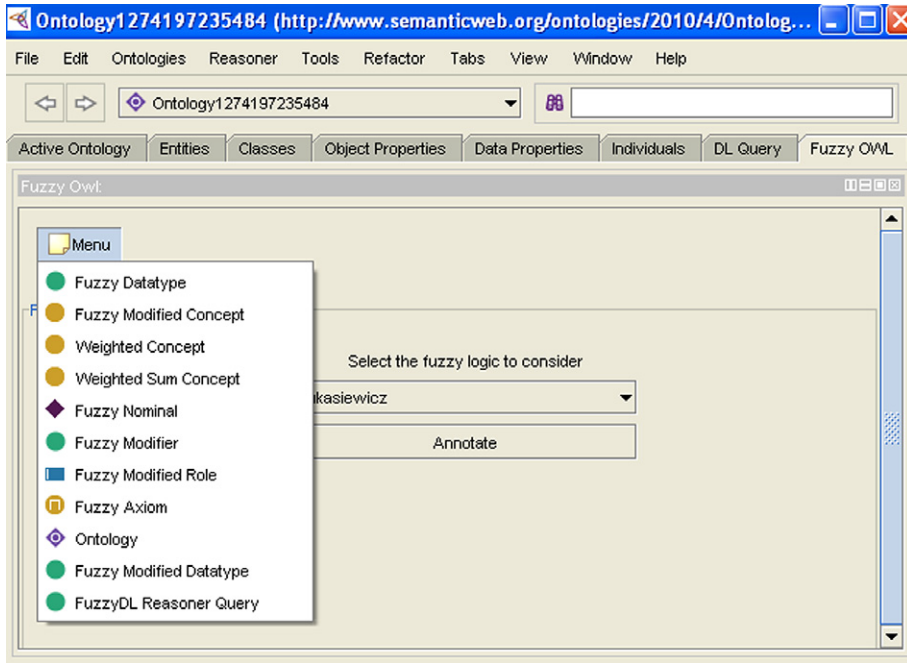 Ontology1274197235484 (http://www.semanticweb.org/ontologies/2010/4/Ontolog...
File Edit Ontologies Reasoner Tools Refactor Tabs View Window Help
Ontology1274197235484
Active Ontology Entities Classes Object Properties Data Properties Individuals DL Query Fuzzy OWL
Fuzzy Owl:
Menu
Fuzzy Datatype
Fuzzy Modified Concept
Weighted Concept
Weighted Sum Concept
Fuzzy Nominal
Fuzzy Modifier
Fuzzy Modified Role
Fuzzy Axiom
Ontology
Fuzzy Modified Datatype
FuzzyDL Reasoner Query
F
Select the fuzzy logic to consider
ukasiewicz
Annotate